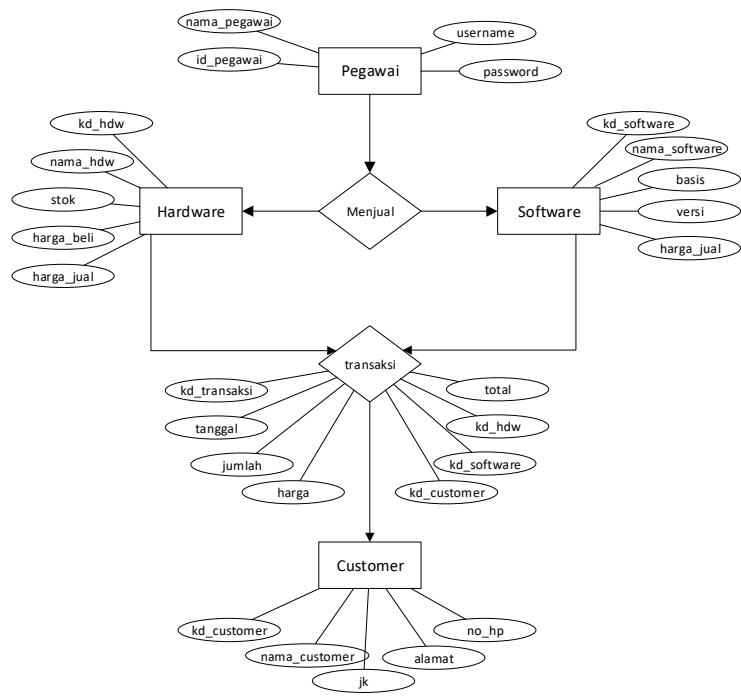 nama_pegawai
username
id_pegawai
Pegawai
password
kd_hdw
kd_software
nama_hdw
nama_software
stok
basis
Hardware
Menjual
Software
versi
harga_beli
harga_jual
harga_jual
transaksi
kd_transaksi
total
tanggal
kd_hdw
jumlah
kd_software
harga
kd_customer
Customer
kd_customer
no_hp
nama_customer
alamat
jk